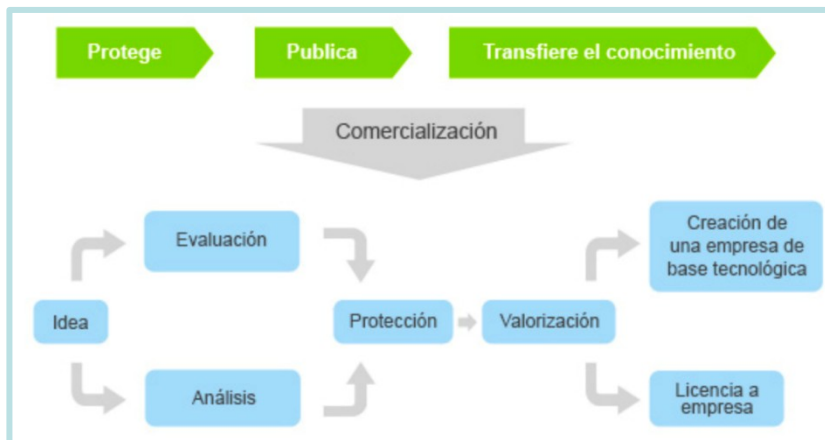 Protege
Publica
Transfiere el conocimiento
Comercialización
Evaluación
Creación de
una empresa de
base tecnológica
Idea
Protección
Valorización
Análisis
Licencia a
empresa